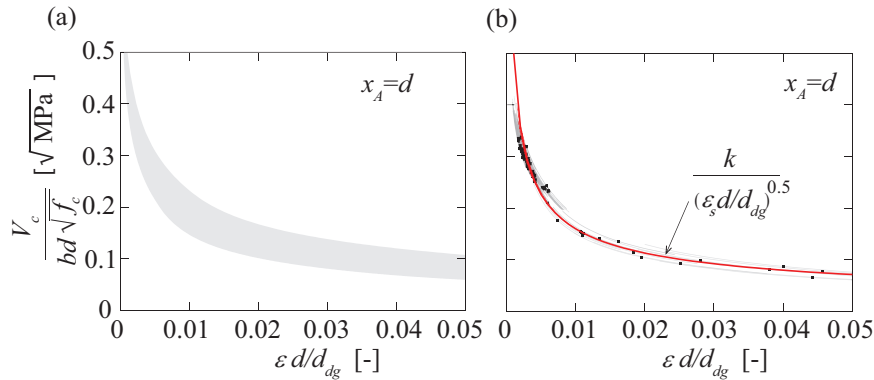 (a)
0.5
0.4
0.3
0.2
0.1
0
V_c
bd√f_c [√MPa]
x_A=d
0 0.01 0.02 0.03 0.04 0.05
ε d/d_dg [-]
(b)
x_A=d
k
(ε_s d/d_dg)^0.5
0 0.01 0.02 0.03 0.04 0.05
ε d/d_dg [-]